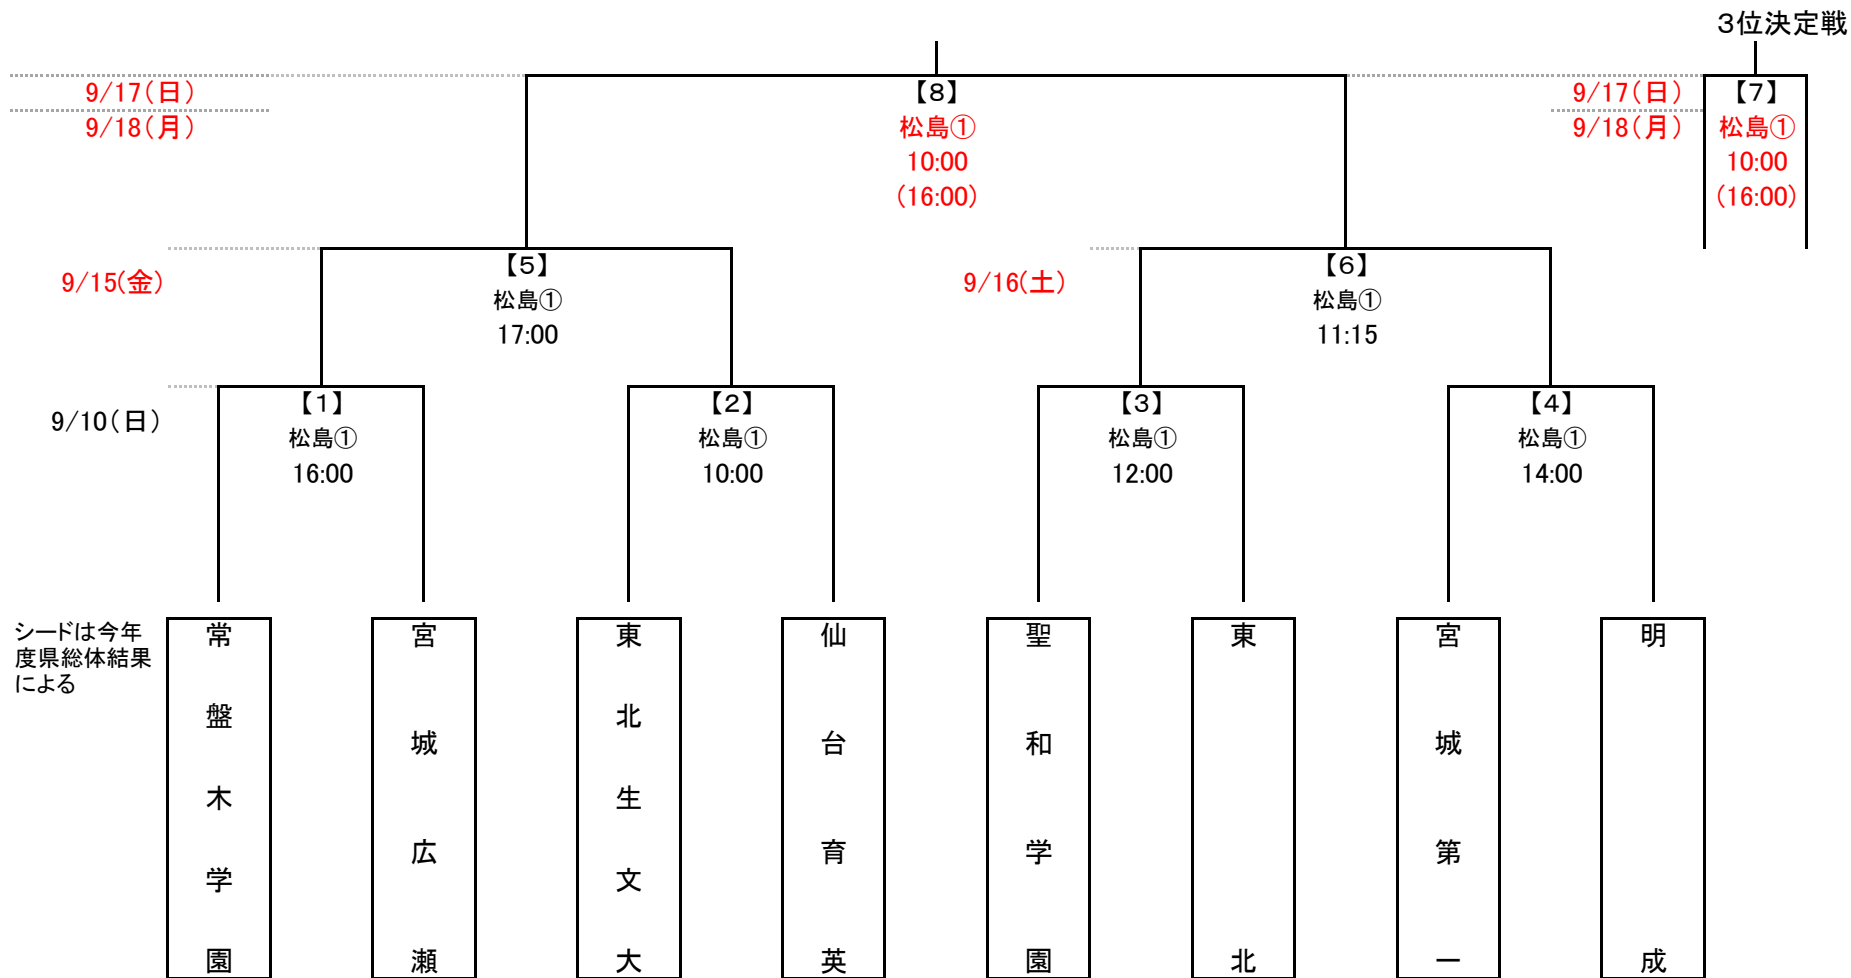 3位決定戦
9/17(日)
9/18(月)
【8】
松島①
10:00
(16:00)
9/17(日)
9/18(月)
【7】
松島①
10:00
(16:00)
9/15(金)
【5】
松島①
17:00
9/16(土)
【6】
松島①
11:15
9/10(日)
【1】
松島①
16:00
【2】
松島①
10:00
【3】
松島①
12:00
【4】
松島①
14:00
シードは今年
度県総体結果
による
常盤木学園
宮城広瀬
東北生文大
仙台育英
聖和学園
東北
宮城第一
明成